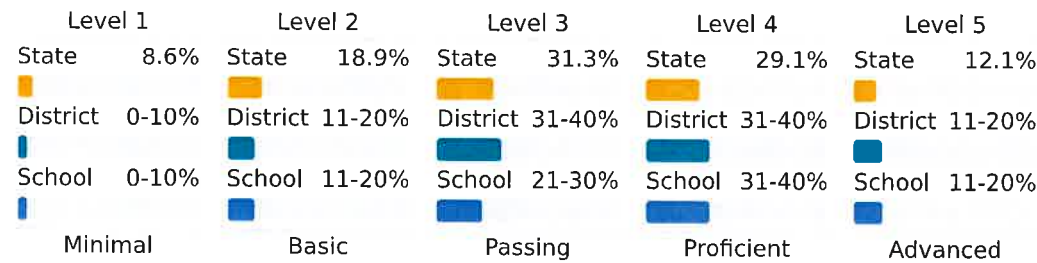 Level 1 Level 2 Level 3 Level 4 Level 5
State 8.6% State 18.9% State 31.3% State 29.1% State 12.1%
District 0-10% District 11-20% District 31-40% District 31-40% District 11-20%
School 0-10% School 11-20% School 21-30% School 31-40% School 11-20%
Minimal Basic Passing Proficient Advanced